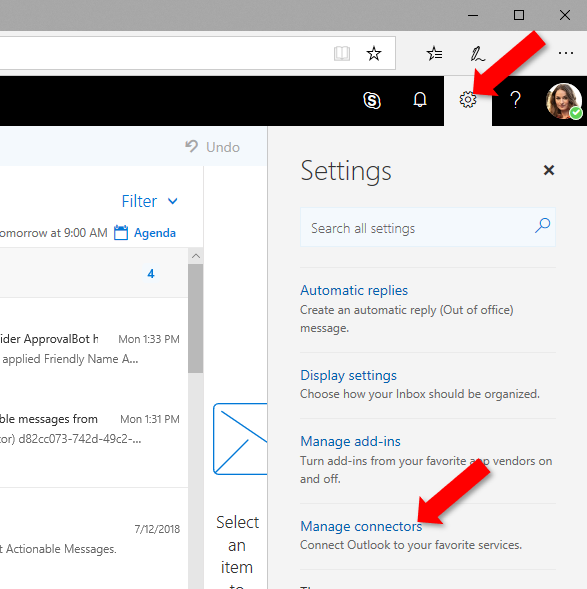 Undo
Filter
omorrow at 9:00 AM Agenda
4
ider ApprovalBot h Mon 1:33 PM
applied Friendly Name A...
ble messages from Mon 1:31 PM
tor) d82cc073-742d-49c2-...
7/12/2018
t Actionable Messages.
Select
an
item
to
Settings
Search all settings
Automatic replies
Create an automatic reply (Out of office)
message.
Display settings
Choose how your Inbox should be organized.
Manage add-ins
Turn add-ins from your favorite app vendors on
and off.
Manage connectors
Connect Outlook to your favorite services.